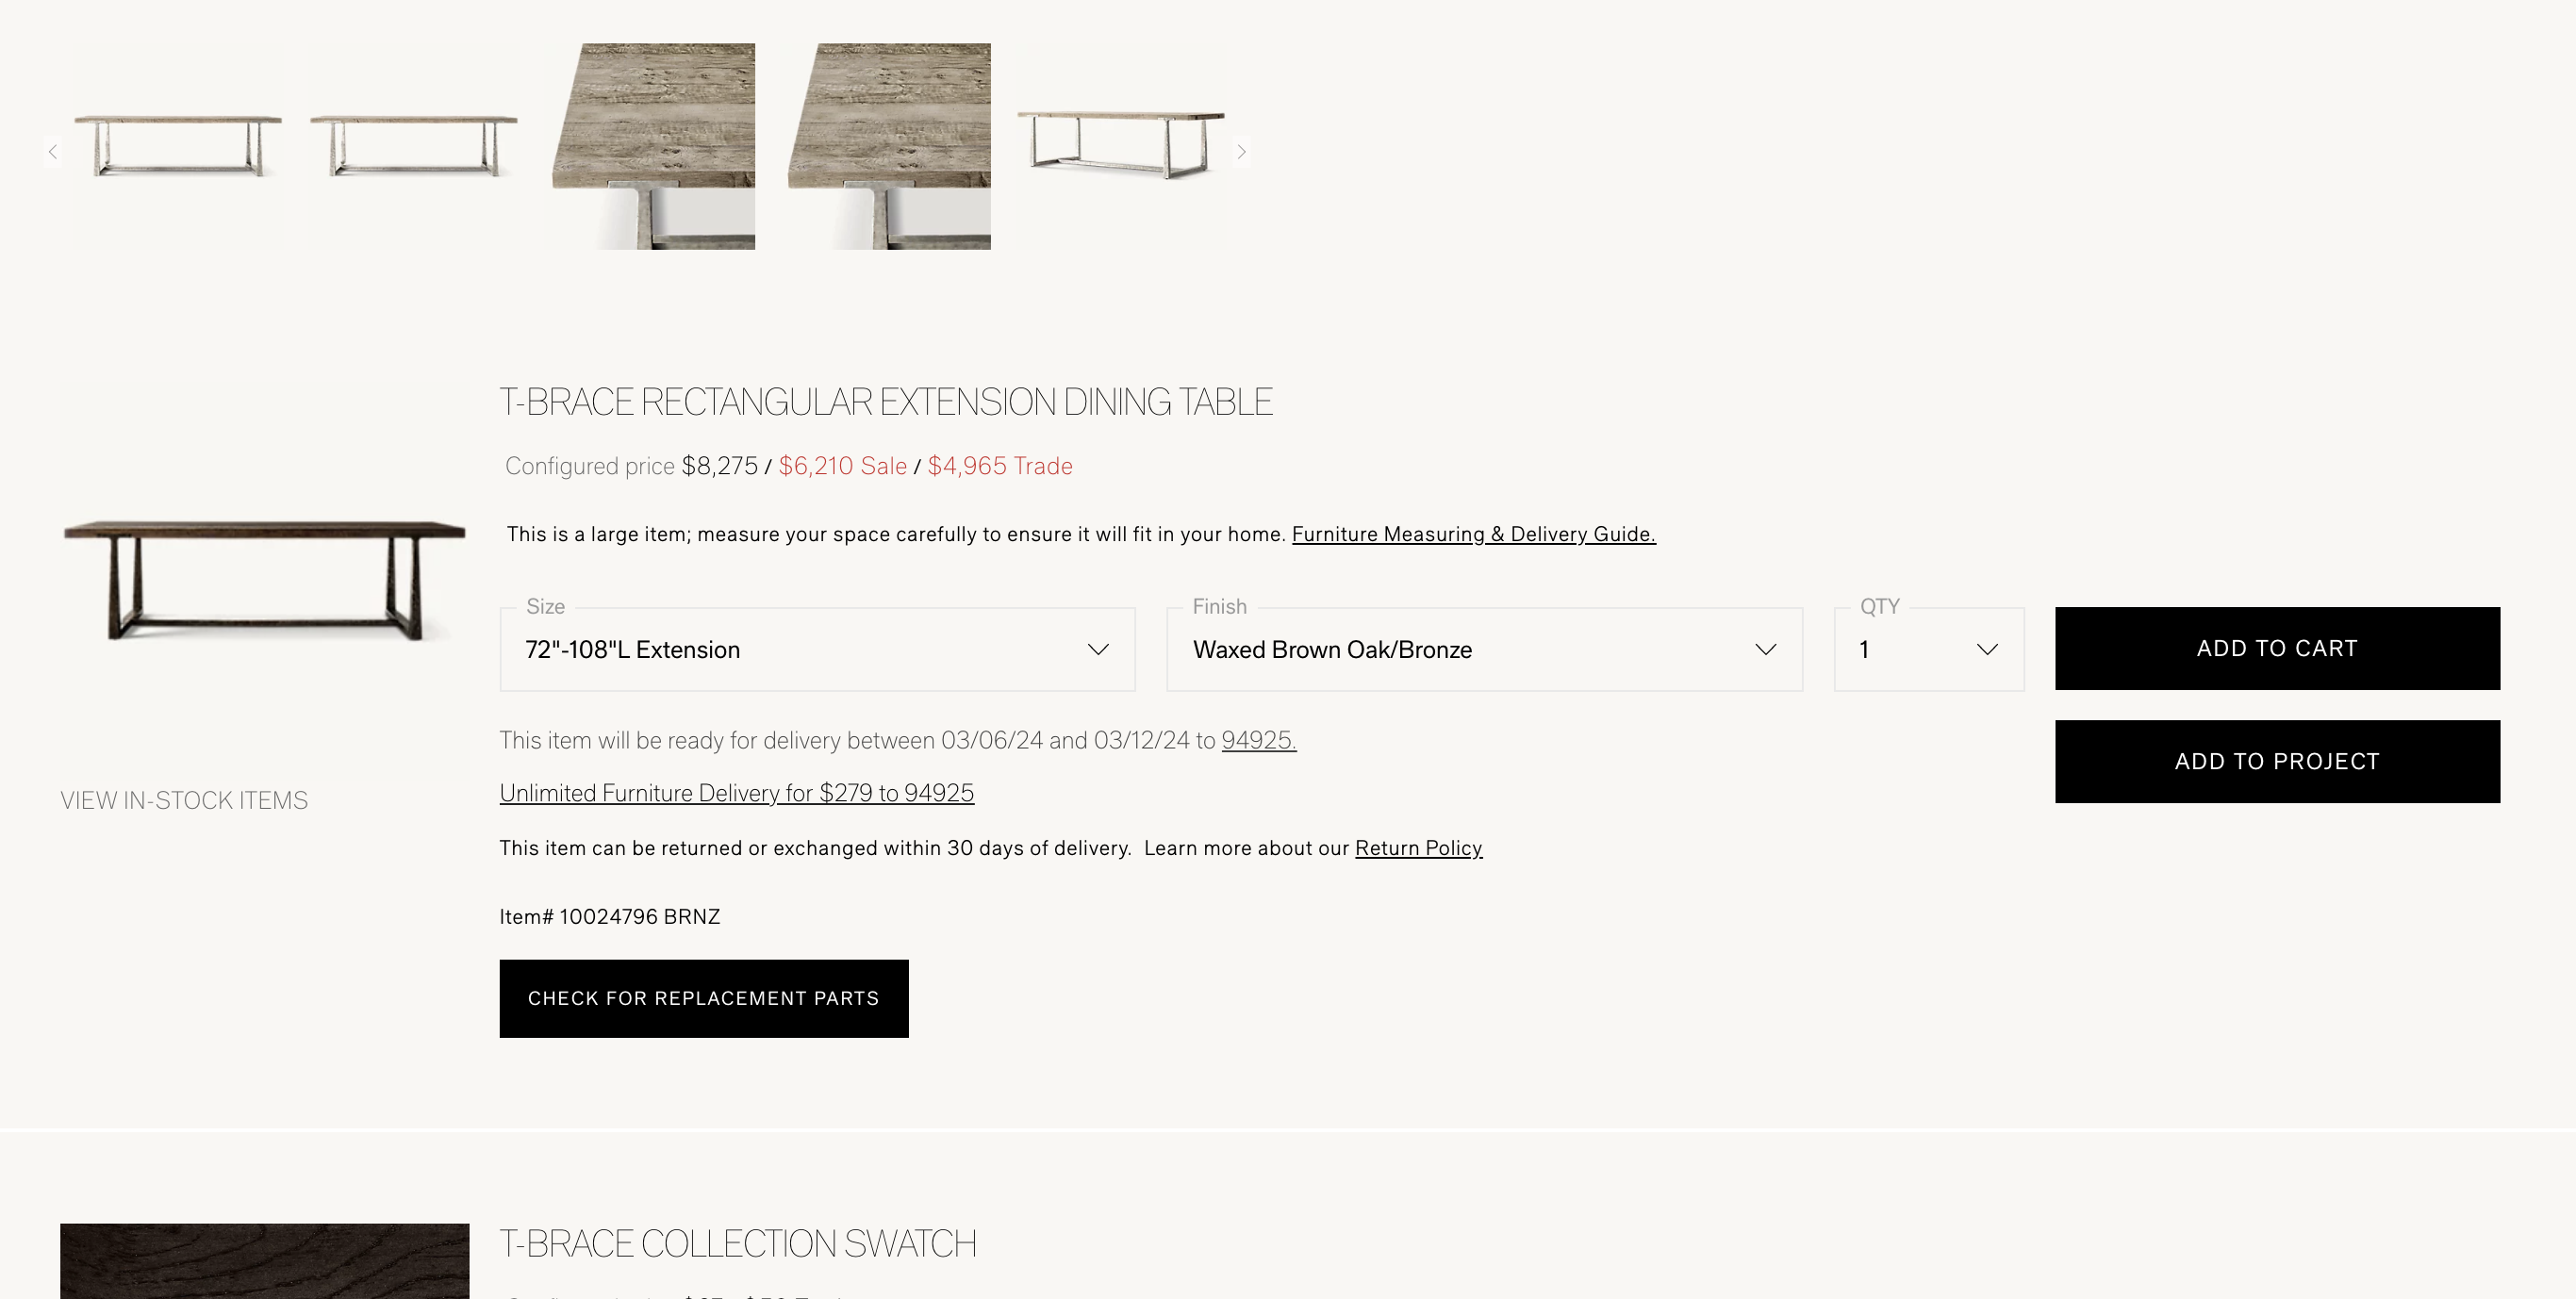 T-BRACE RECTANGULAR EXTENSION DINING TABLE
Configured price $8,275 / $6,210 Sale / $4,965 Trade
This is a large item; measure your space carefully to ensure it will fit in your home. Furniture Measuring & Delivery Guide.
Size
72"-108"L Extension
Finish
Waxed Brown Oak/Bronze
QTY
1
ADD TO CART
ADD TO PROJECT
This item will be ready for delivery between 03/06/24 and 03/12/24 to 94925.
VIEW IN-STOCK ITEMS
Unlimited Furniture Delivery for $279 to 94925
This item can be returned or exchanged within 30 days of delivery. Learn more about our Return Policy
Item# 10024796 BRNZ
CHECK FOR REPLACEMENT PARTS
T-BRACE COLLECTION SWATCH